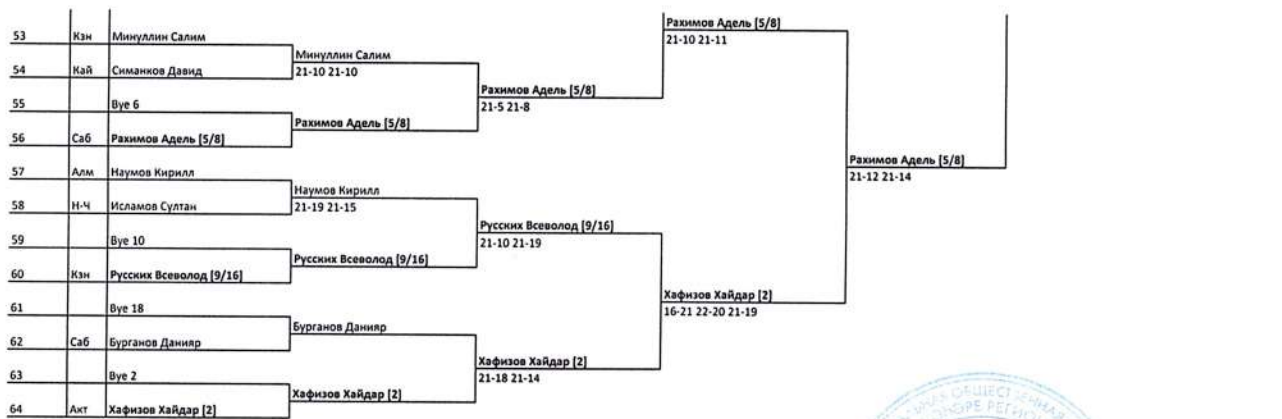 Рахимов Адель [5/8]
21-10 21-11
53 Кзн Минуллин Салим
Минуллин Салим
21-10 21-10
54 Кай Симанков Давид
Рахимов Адель [5/8]
21-5 21-8
55 Bye 6
Рахимов Адель [5/8]
56 Саб Рахимов Адель [5/8]
Рахимов Адель [5/8]
21-12 21-14
57 Алм Наумов Кирилл
Наумов Кирилл
21-19 21-15
58 Н-Ч Исламов Султан
Русских Всеволод [9/16]
21-10 21-19
59 Bye 10
Русских Всеволод [9/16]
60 Кзн Русских Всеволод [9/16]
Хафизов Хайдар [2]
16-21 22-20 21-19
61 Bye 18
Бурганов Данияр
62 Саб Бурганов Данияр
Хафизов Хайдар [2]
21-18 21-14
63 Bye 2
Хафизов Хайдар [2]
64 Акт Хафизов Хайдар [2]